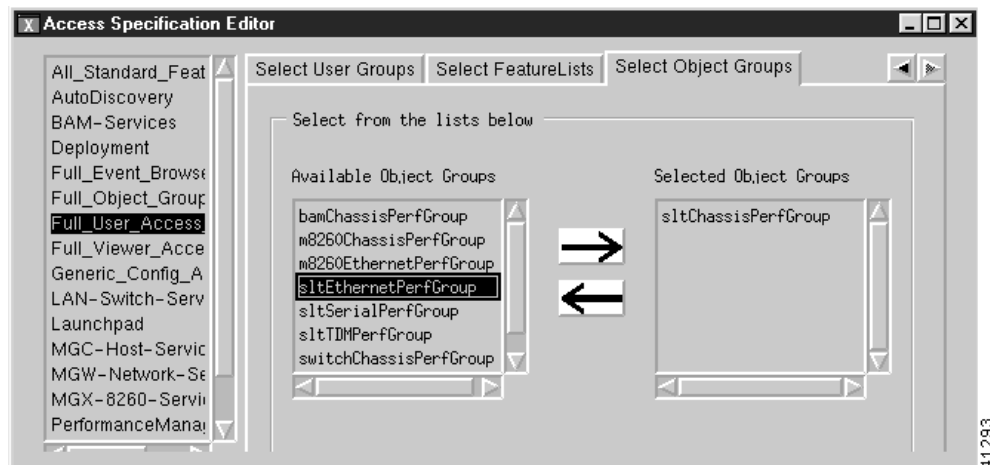 X Access Specification Editor
All_Standard_Feat
AutoDiscovery
BAM-Services
Deployment
Full_Event_Browse
Full_Object_Group
Full_User_Access_
Full_Viewer_Acce
Generic_Config_A
LAN-Switch-Serv
Launchpad
MGC-Host-Servic
MGW-Network-Se
MGX-8260-Servi
PerformanceMana
Select User Groups
Select FeatureLists
Select Object Groups
Select from the lists below
Available Object Groups
bamChassisPerfGroup
m8260ChassisPerfGroup
m8260EthernetPerfGroup
sltEthernetPerfGroup
sltSerialPerfGroup
sltTDMPerfGroup
switchChassisPerfGroup
Selected Object Groups
sltChassisPerfGroup
11293